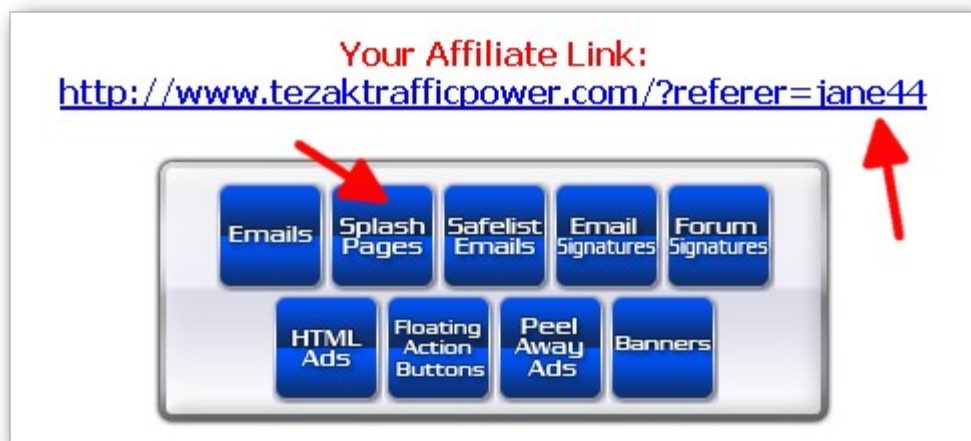 Your Affiliate Link:
http://www.tezaktrafficpower.com/?referer=jane44
Emails
Splash
Pages
Safelist
Emails
Email
Signatures
Forum
Signatures
HTML
Ads
Floating
Action
Buttons
Peel
Away
Ads
Banners